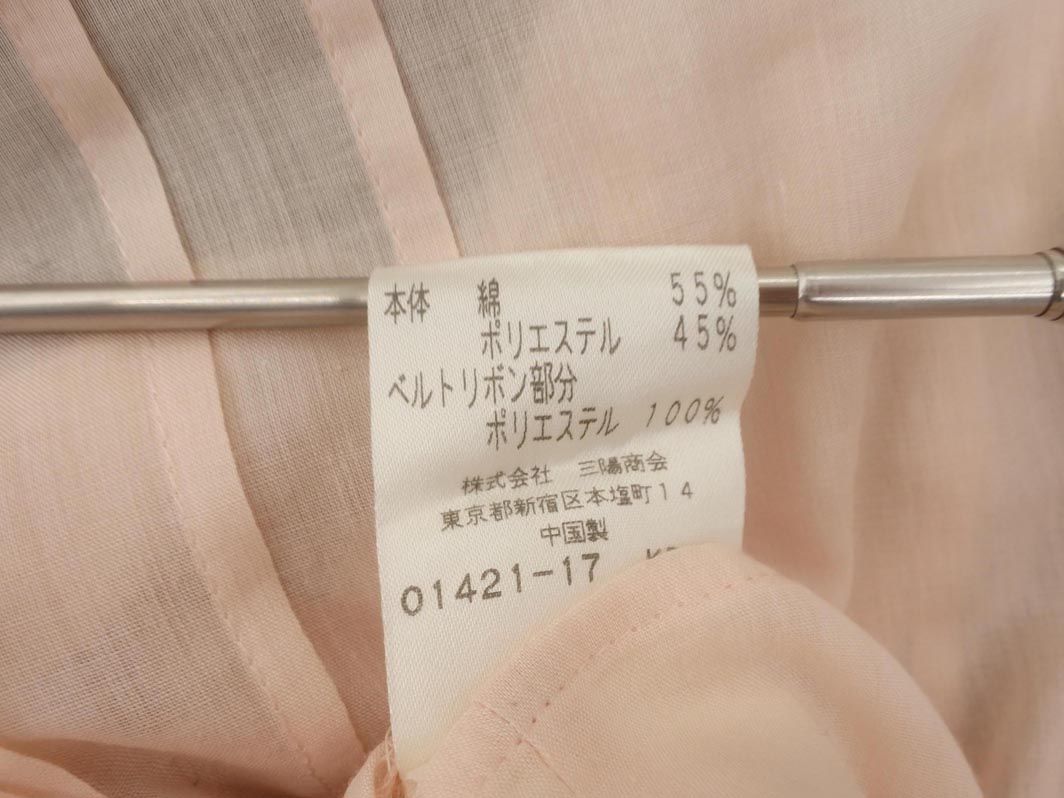 本体 綿 55%
ポリエステル 45%
ベルトリボン部分
ポリエステル 100%
株式会社 三陽商会
東京都新宿区本塩町14
中国製
01421-17